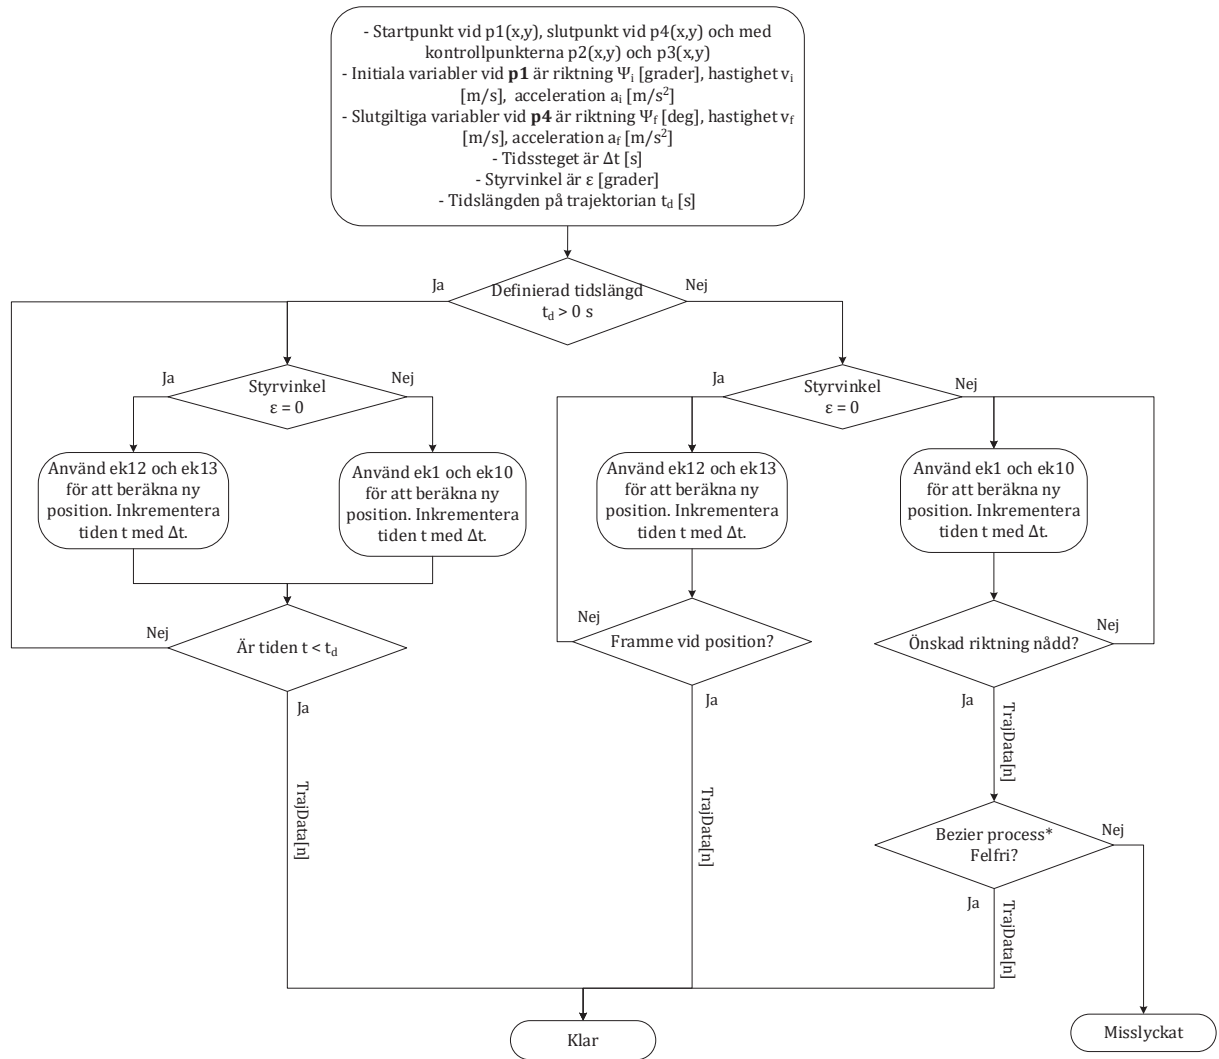 - Startpunkt vid p1(x,y), slutpunkt vid p4(x,y) och med
kontrollpunkterna p2(x,y) och p3(x,y)
- Initiala variabler vid p1 är riktning Ψi [grader], hastighet vi
[m/s], acceleration ai [m/s²]
- Slutgiltiga variabler vid p4 är riktning Ψf [deg], hastighet vf
[m/s], acceleration af [m/s²]
- Tidssteget är Δt [s]
- Styrvinkel är ε [grader]
- Tidslängden på trajektorian td [s]
Ja
Definierad tidslängd
td > 0 s
Nej
Ja
Styrvinkel
ε = 0
Nej
Ja
Styrvinkel
ε = 0
Nej
Använd ek12 och ek13
för att beräkna ny
position. Inkrementera
tiden t med Δt.
Använd ek1 och ek10
för att beräkna ny
position. Inkrementera
tiden t med Δt.
Använd ek12 och ek13
för att beräkna ny
position. Inkrementera
tiden t med Δt.
Använd ek1 och ek10
för att beräkna ny
position. Inkrementera
tiden t med Δt.
Nej
Är tiden t < td
Ja
Nej
Framme vid position?
Ja
Nej
Önskad riktning nådd?
Ja
TrajData[n]
TrajData[n]
TrajData[n]
Bezier process*
Felfri?
Nej
Ja
TrajData[n]
Klar
Misslyckat